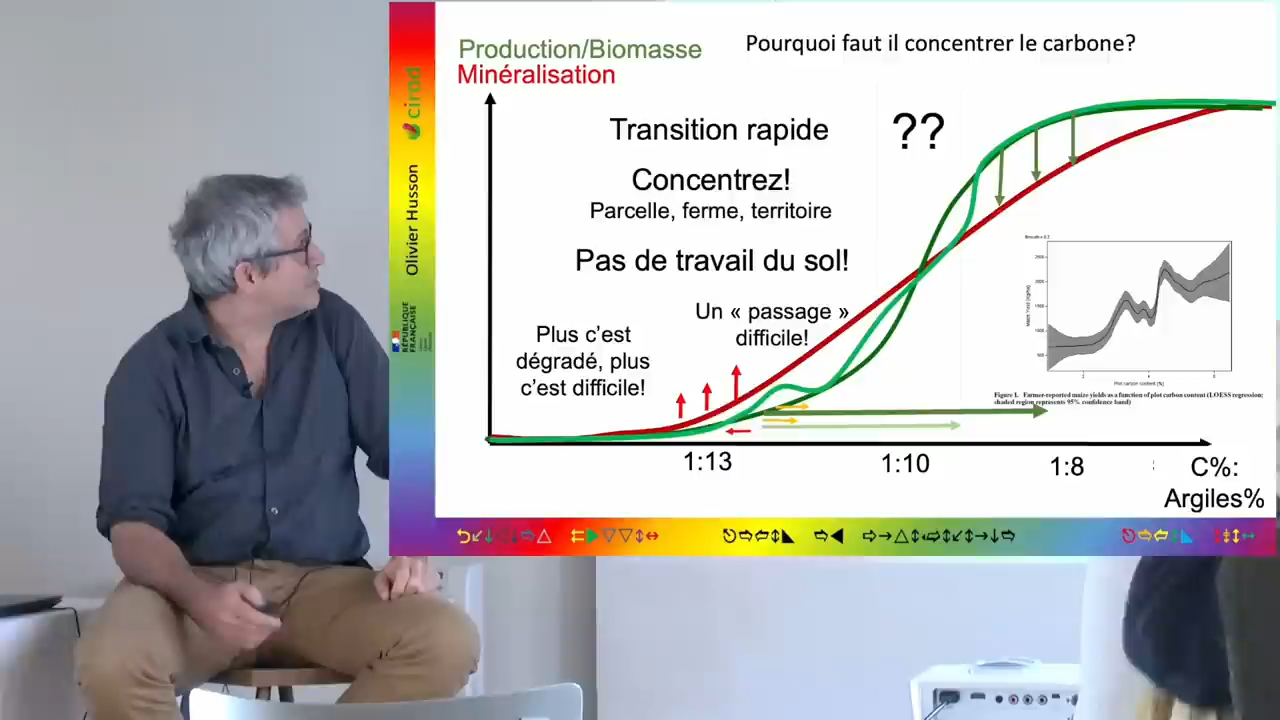 Production/Biomasse
Minéralisation
Pourquoi faut il concentrer le carbone?
cirad
Olivier Husson
RÉPUBLIQUE
FRANÇAISE
Transition rapide
??
Concentrez!
Parcelle, ferme, territoire
Pas de travail du sol!
Un « passage »
difficile!
Plus c'est
dégradé, plus
c'est difficile!
Plot carbon content (%)
Figure 1. Farmer-reported maize yields as a function of plot carbon content (LOESS regression;
shaded region represents 95% confidence band)
1:13
1:10
1:8
C%:
Argiles%